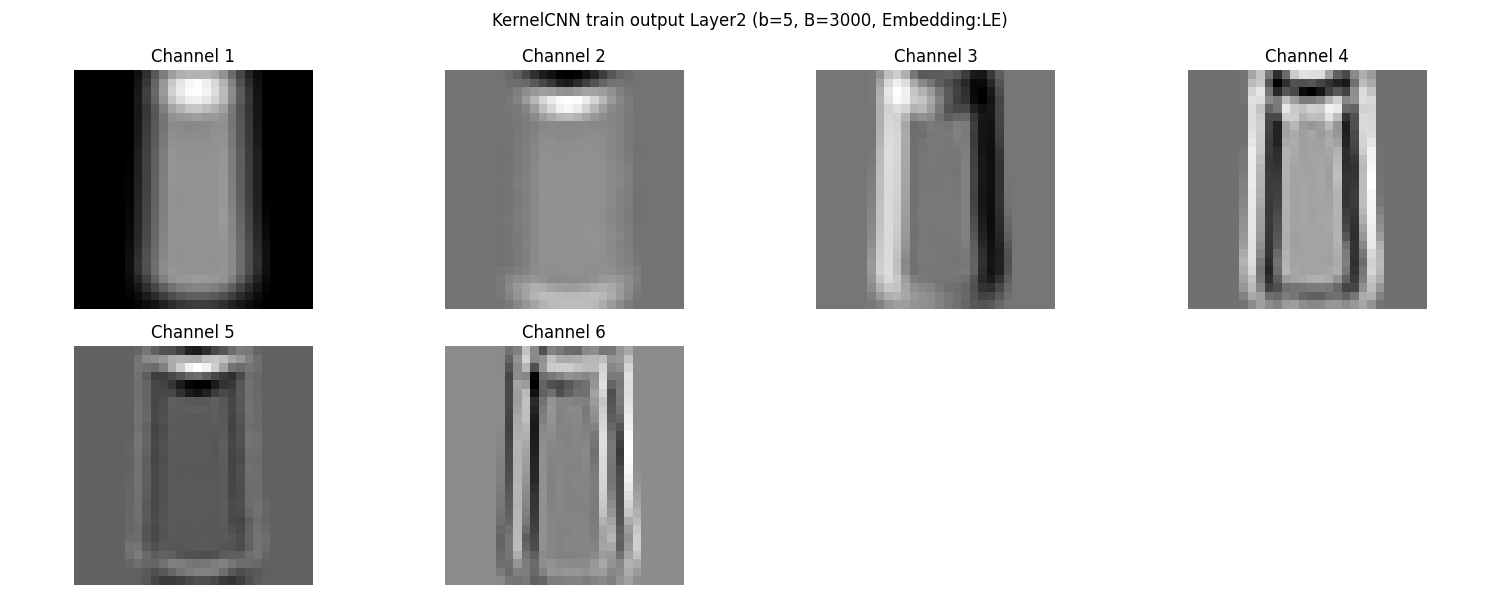 KernelCNN train output Layer2 (b=5, B=3000, Embedding:LE)
Channel 1
Channel 2
Channel 3
Channel 4
Channel 5
Channel 6